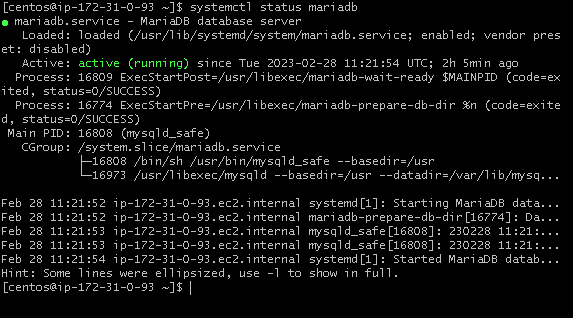 [centos@ip-172-31-0-93 ~]$ systemctl status mariadb
● mariadb.service - MariaDB database server
   Loaded: loaded (/usr/lib/systemd/system/mariadb.service; enabled; vendor pres
et: disabled)
   Active: active (running) since Tue 2023-02-28 11:21:54 UTC; 2h 5min ago
  Process: 16809 ExecStartPost=/usr/libexec/mariadb-wait-ready $MAINPID (code=ex
ited, status=0/SUCCESS)
  Process: 16774 ExecStartPre=/usr/libexec/mariadb-prepare-db-dir %n (code=exite
d, status=0/SUCCESS)
 Main PID: 16808 (mysqld_safe)
   CGroup: /system.slice/mariadb.service
           ├─16808 /bin/sh /usr/bin/mysqld_safe --basedir=/usr
           └─16973 /usr/libexec/mysqld --basedir=/usr --datadir=/var/lib/mysq...

Feb 28 11:21:52 ip-172-31-0-93.ec2.internal systemd[1]: Starting MariaDB data...
Feb 28 11:21:52 ip-172-31-0-93.ec2.internal mariadb-prepare-db-dir[16774]: Da...
Feb 28 11:21:53 ip-172-31-0-93.ec2.internal mysqld_safe[16808]: 230228 11:21:...
Feb 28 11:21:53 ip-172-31-0-93.ec2.internal mysqld_safe[16808]: 230228 11:21:...
Feb 28 11:21:54 ip-172-31-0-93.ec2.internal systemd[1]: Started MariaDB datab...
Hint: Some lines were ellipsized, use -l to show in full.
[centos@ip-172-31-0-93 ~]$